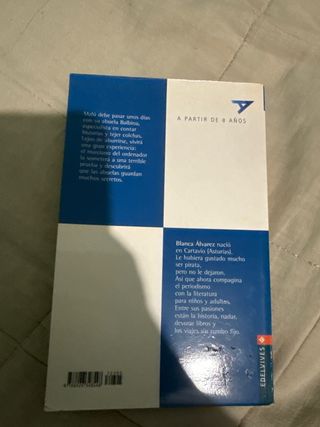 A PARTIR DE 8 AÑOS
Mafú debe pasar unos días
con su abuela Balbina,
especialista en contar
historias y tejer colchas.
Lejos de aburrirse, vivirá
una gran experiencia:
el monstruo del ordenador
la someterá a una terrible
prueba y descubrirá
que las abuelas guardan
muchos secretos.
Blanca Álvarez nació
en Cartavio (Asturias).
Le hubiera gustado mucho
ser pirata,
pero no le dejaron.
Así que ahora compagina
el periodismo
con la literatura
para niños y adultos.
Entre sus pasiones
están la historia, nadar,
devorar libros y
los viajes sin rumbo fijo.
EDELVIVES